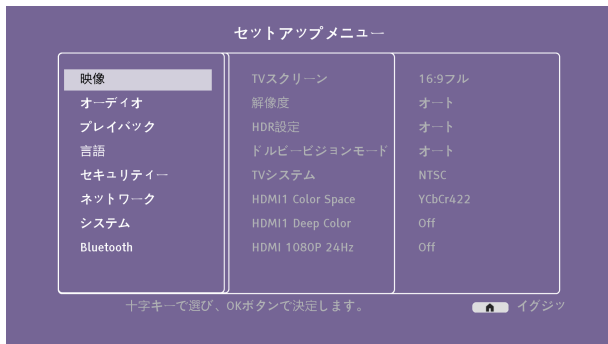 セットアップメニュー
映像 TVスクリーン 16:9フル
オーディオ 解像度 オート
プレイバック HDR設定 オート
言語 ドルビービジョンモード オート
セキュリティー TVシステム NTSC
ネットワーク HDMI1 Color Space YCbCr422
システム HDMI1 Deep Color Off
Bluetooth HDMI 1080P 24Hz Off
十字キーで選び、OKボタンで決定します。 イグジッ